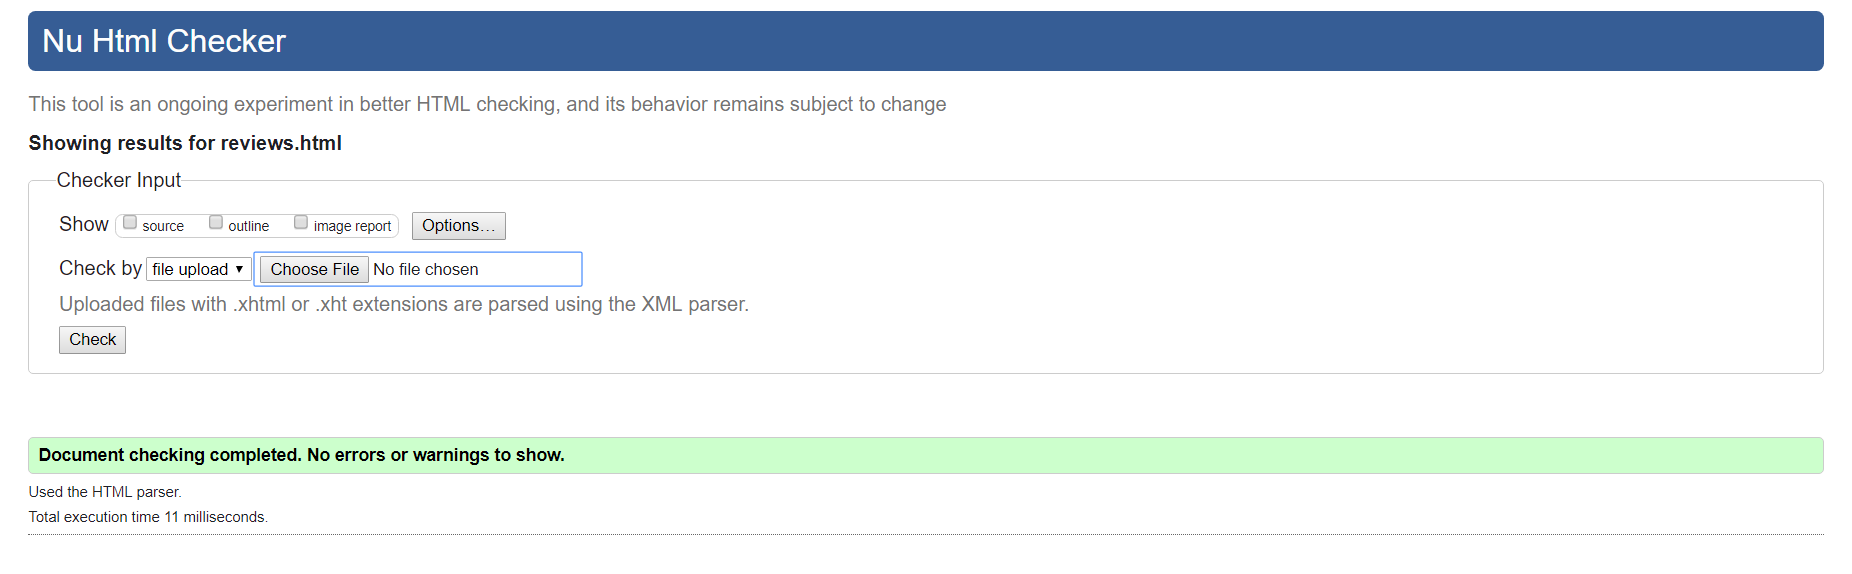 Nu Html Checker
This tool is an ongoing experiment in better HTML checking, and its behavior remains subject to change
Showing results for reviews.html
Checker Input
Show source outline image report Options...
Check by file upload Choose File No file chosen
Uploaded files with .xhtml or .xht extensions are parsed using the XML parser.
Check
Document checking completed. No errors or warnings to show.
Used the HTML parser.
Total execution time 11 milliseconds.